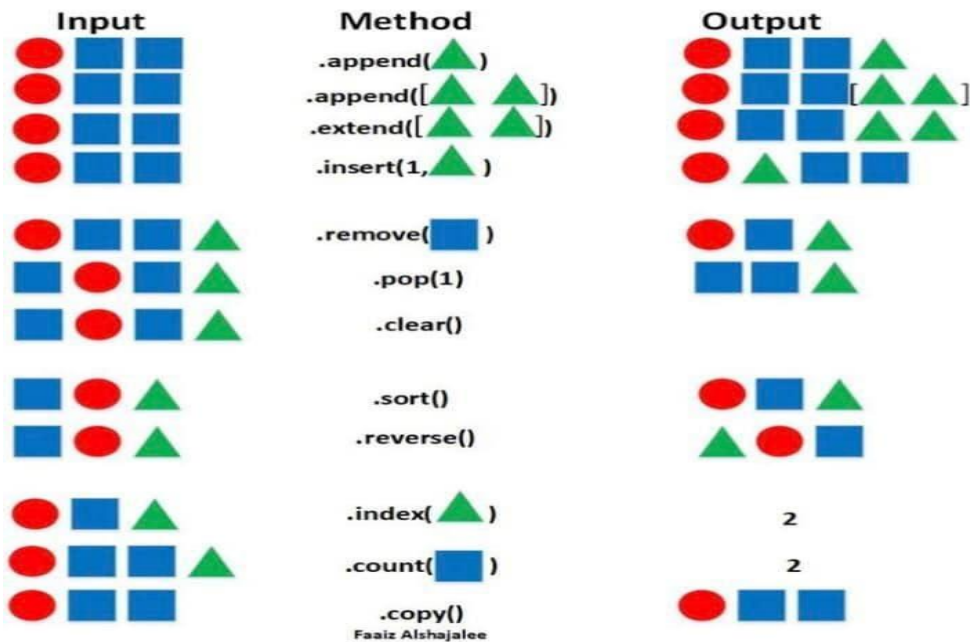 Input Method Output
.append( )
.append([ ]) [ ]
.extend([ ])
.insert(1, )
.remove( )
.pop(1)
.clear()
.sort()
.reverse()
.index( ) 2
.count( ) 2
.copy()
Faaiz Alshajalee